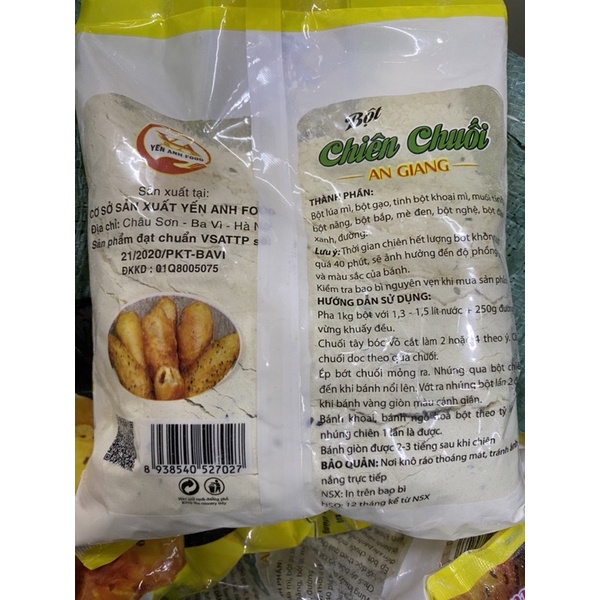 YẾN ANH FOOD
Sản xuất tại:
CƠ SỞ SẢN XUẤT YẾN ANH
Địa chỉ: Châu Sơn - Ba Vì - Hà
Sản phẩm đạt chuẩn VSATTP
21/2020/PKT-BAVI
ĐKKD : 01Q8005075
8 938540 527027
Bột
Chiên Chuối
AN GIANG
THÀNH PHẦN:
Bột lúa mì, bột gạo, tinh bột khoai mì, muối
bột năng, bột bắp, mè đen, bột nghệ, bột
xanh, đường.
Lưu ý: Thời gian chiên hết lượng bột không
quá 40 phút, sẽ ảnh hưởng đến độ phồng
và màu sắc của bánh.
Kiểm tra bao bì nguyên vẹn khi mua sản
HƯỚNG DẪN SỬ DỤNG:
Pha 1kg bột với 1,3 - 1,5 lít nước + 250g
vừng khuấy đều.
Chuối tây bóc vỏ cắt làm 2 hoặc 4 theo ý.
chuối dọc theo quả chuối.
Ép bớt chuối mỏng ra. Nhúng qua bột
đến khi bánh nổi lên. Vớt ra nhúng bột lần 2
khi bánh vàng giòn màu cánh gián.
Bánh khoai, bánh ngô hoà bột theo tỷ
nhúng chiên 1 lần là được.
Bánh giòn được 2-3 tiếng sau khi chiên
BẢO QUẢN: Nơi khô ráo thoáng mát, tránh
nắng trực tiếp
NSX: In trên bao bì
HSD: 12 tháng kể từ NSX